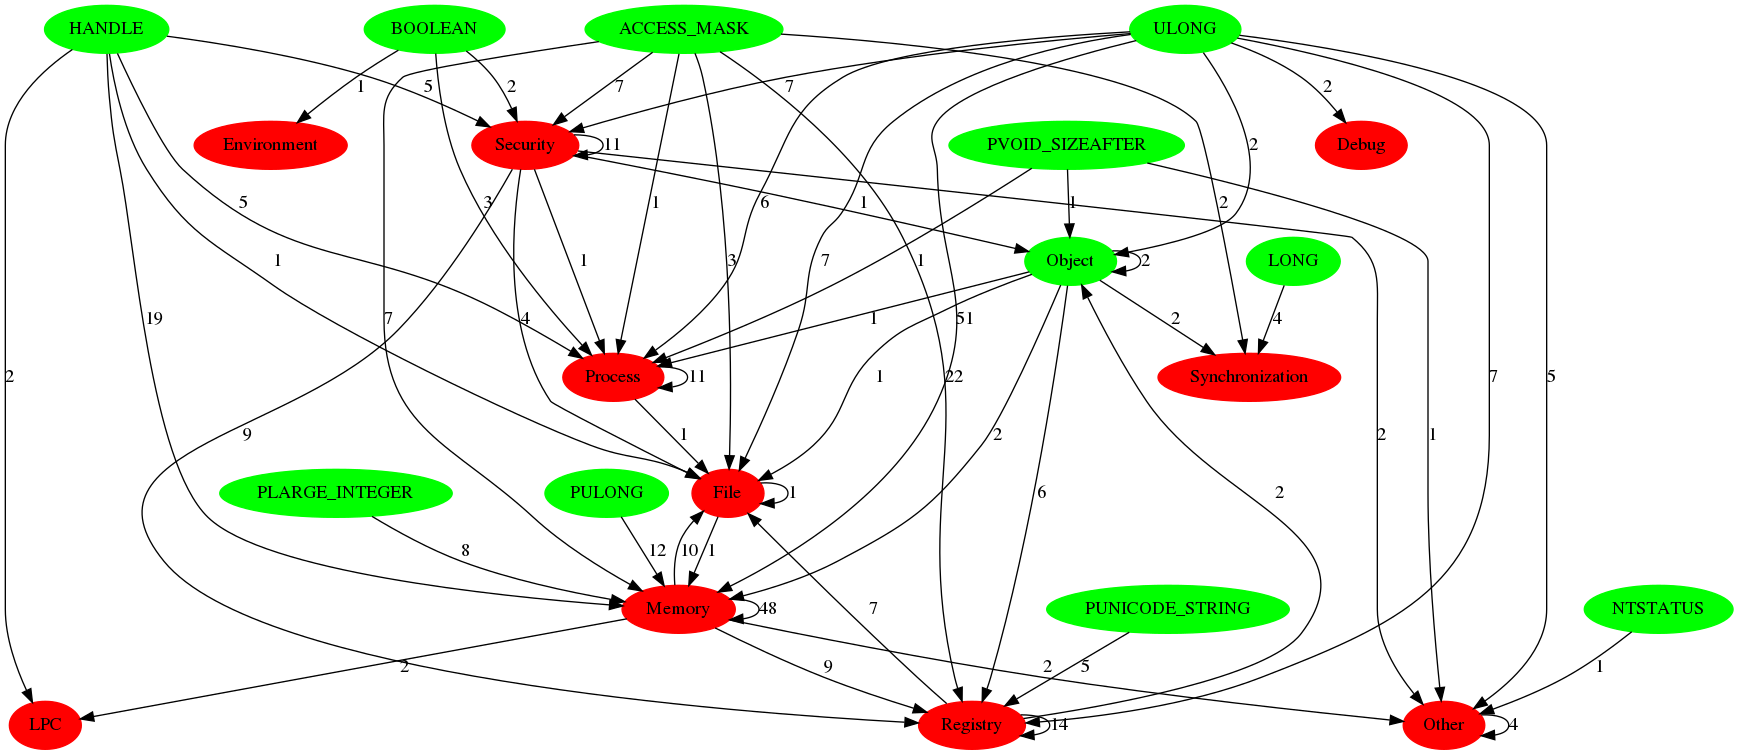 HANDLE
BOOLEAN
ACCESS_MASK
ULONG
1
5
2
7
7
2
Environment
Security
11
PVOID_SIZEAFTER
2
Debug
5
3
1
6
1
1
2
1
7
1
Object
2
LONG
3
19
7
51
1
2
4
4
2
Process
11
1
22
Synchronization
7
5
9
1
2
2
1
PLARGE_INTEGER
PULONG
File
1
6
2
8
12
10
1
Memory
48
7
PUNICODE_STRING
NTSTATUS
2
9
5
2
1
LPC
Registry
14
Other
4